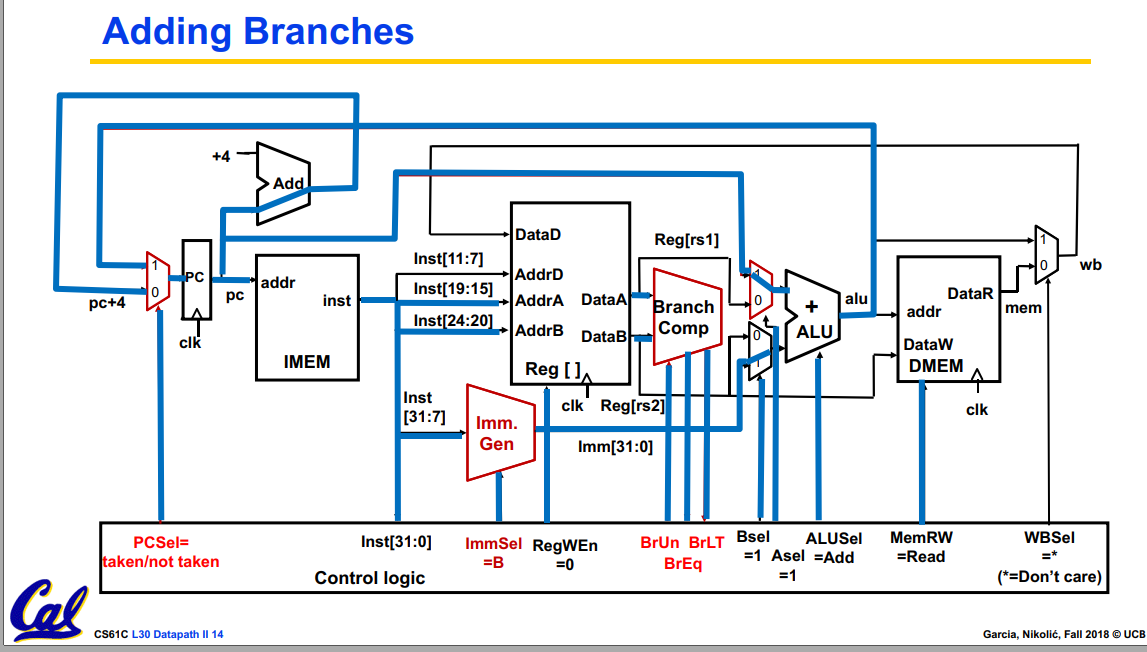 Adding Branches
+4
Add
DataD
Reg[rs1]
1
0
wb
1
0
pc+4
PC
pc
clk
addr
inst
IMEM
Inst[11:7]
AddrD
Inst[19:15]
AddrA
Inst[24:20]
AddrB
DataA
DataB
Reg [ ]
clk
Reg[rs2]
Branch
Comp
1
0
0
1
+
ALU
alu
DataR
addr
DataW
DMEM
mem
clk
Inst
[31:7]
Imm.
Gen
Imm[31:0]
PCSel=
taken/not taken
Inst[31:0]
ImmSel
=B
RegWEn
=0
BrUn BrLT
BrEq
Bsel
=1
Asel
=1
ALUSel
=Add
MemRW
=Read
WBSel
=*
(*=Don't care)
Control logic
Cal
CS61C L30 Datapath II 14
Garcia, Nikolić, Fall 2018 © UCB